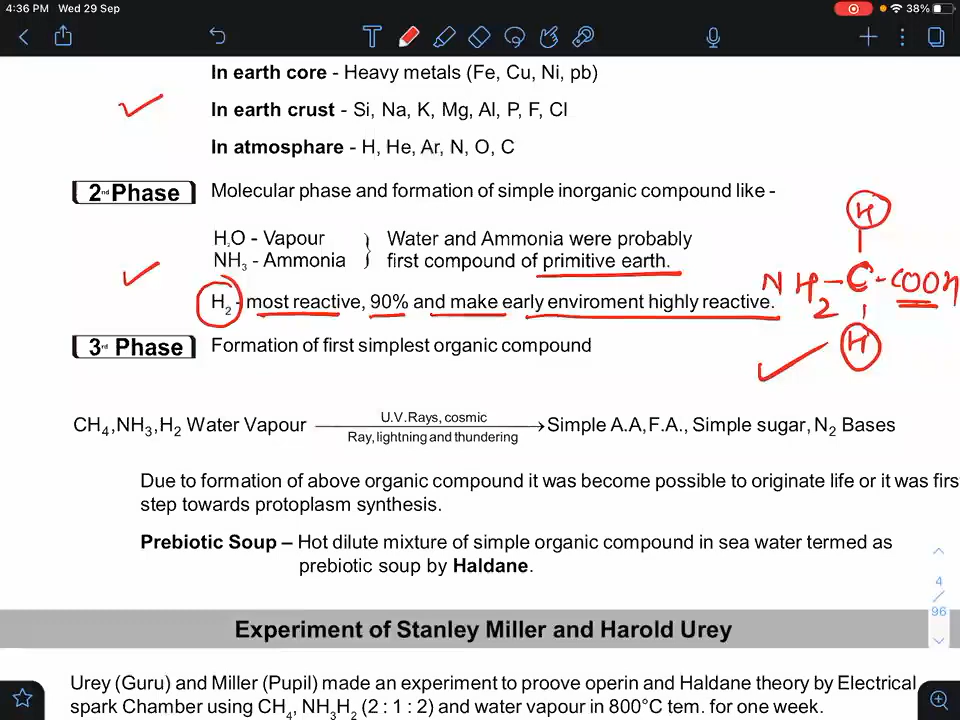 4:36 PM Wed 29 Sep
38%
In earth core - Heavy metals (Fe, Cu, Ni, pb)
In earth crust - Si, Na, K, Mg, Al, P, F, Cl
In atmosphare - H, He, Ar, N, O, C
2nd Phase Molecular phase and formation of simple inorganic compound like -
H2O - Vapour
NH3 - Ammonia
Water and Ammonia were probably
first compound of primitive earth.
H2 - most reactive, 90% and make early enviroment highly reactive.
H
NH2-C-COOH
H
3rd Phase Formation of first simplest organic compound
U.V. Rays, cosmic
CH4,NH3,H2 Water Vapour Simple A.A,F.A., Simple sugar, N2 Bases
Ray, lightning and thundering
Due to formation of above organic compound it was become possible to originate life or it was firs
step towards protoplasm synthesis.
Prebiotic Soup – Hot dilute mixture of simple organic compound in sea water termed as
prebiotic soup by Haldane.
4
96
Experiment of Stanley Miller and Harold Urey
Urey (Guru) and Miller (Pupil) made an experiment to proove operin and Haldane theory by Electrical
spark Chamber using CH4, NH3H2 (2 : 1 : 2) and water vapour in 800°C tem. for one week.